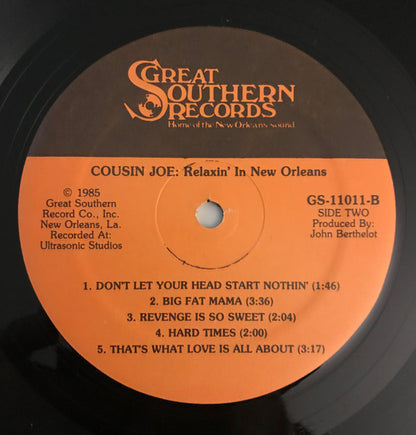 GREAT
SOUTHERN
RECORDS
Home of the New Orleans Sound
COUSIN JOE: Relaxin' In New Orleans
© 1985
Great Southern
Record Co., Inc.
New Orleans, La.
Recorded At:
Ultrasonic Studios
GS-11011-B
SIDE TWO
Produced By:
John Berthelot
1. DON'T LET YOUR HEAD START NOTHIN' (1:46)
2. BIG FAT MAMA (3:36)
3. REVENGE IS SO SWEET (2:04)
4. HARD TIMES (2:00)
5. THAT'S WHAT LOVE IS ALL ABOUT (3:17)